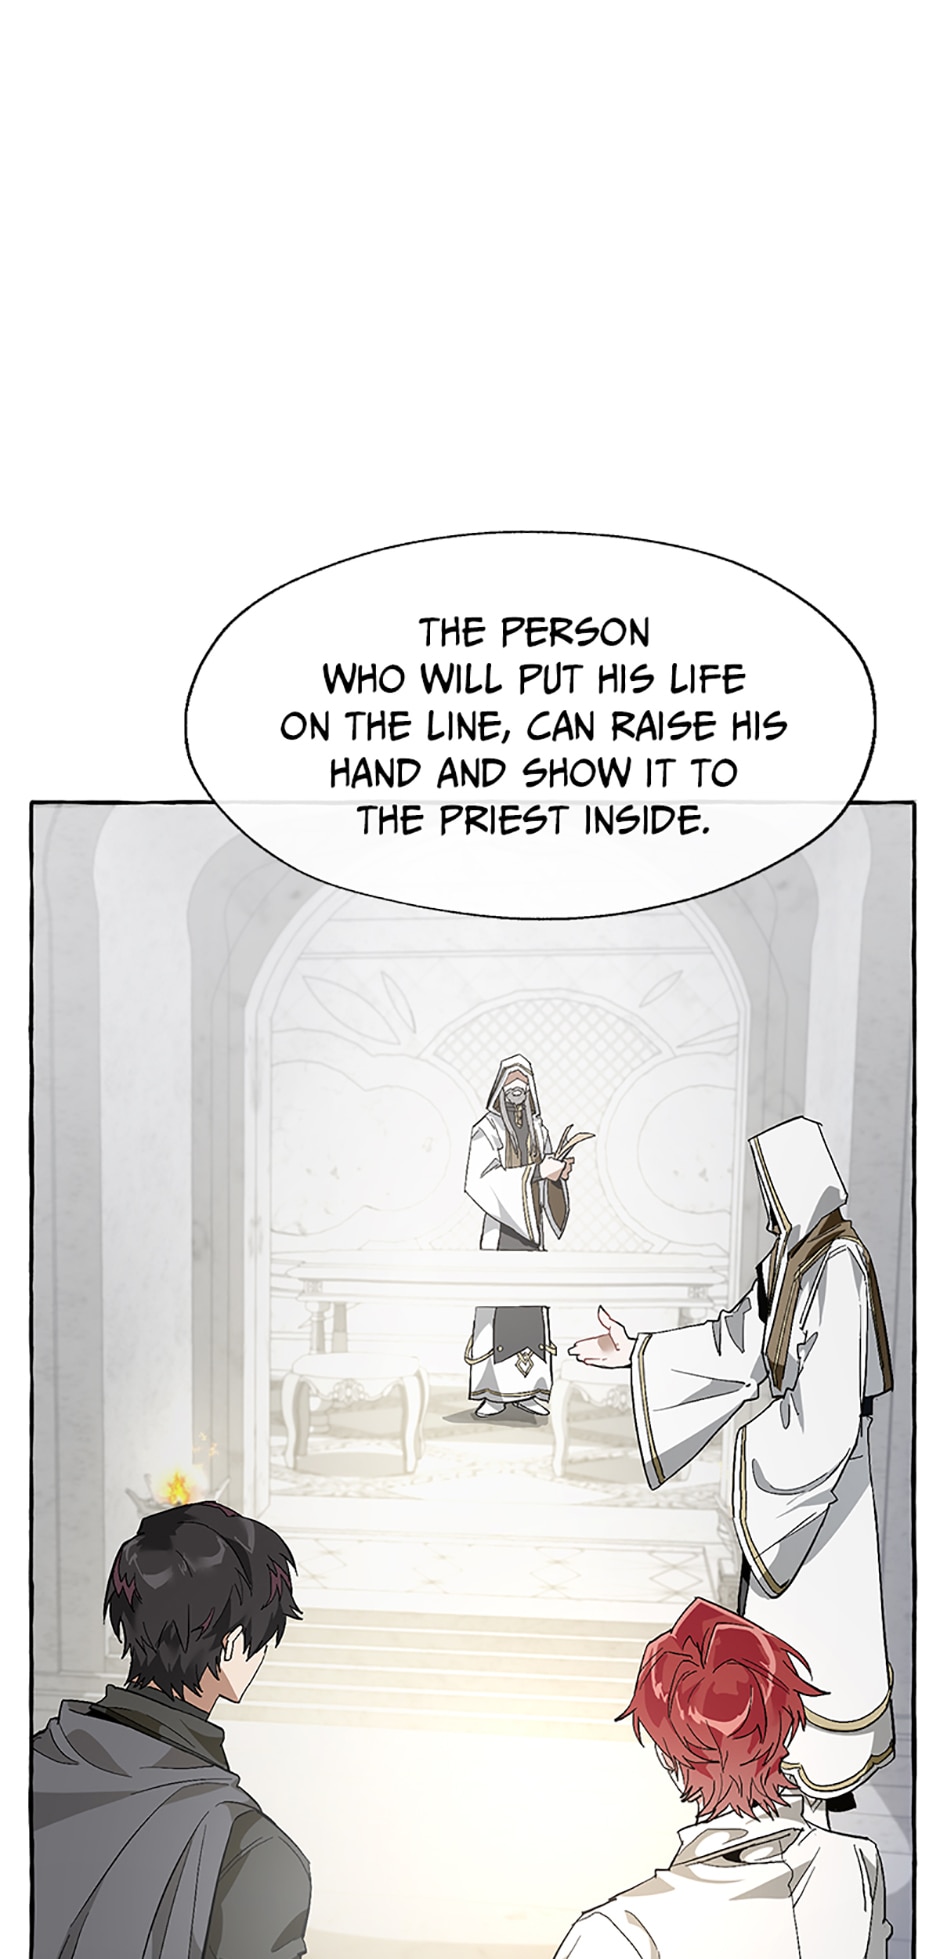 THE PERSON
WHO WILL PUT HIS LIFE
ON THE LINE, CAN RAISE HIS
HAND AND SHOW IT TO
THE PRIEST INSIDE.